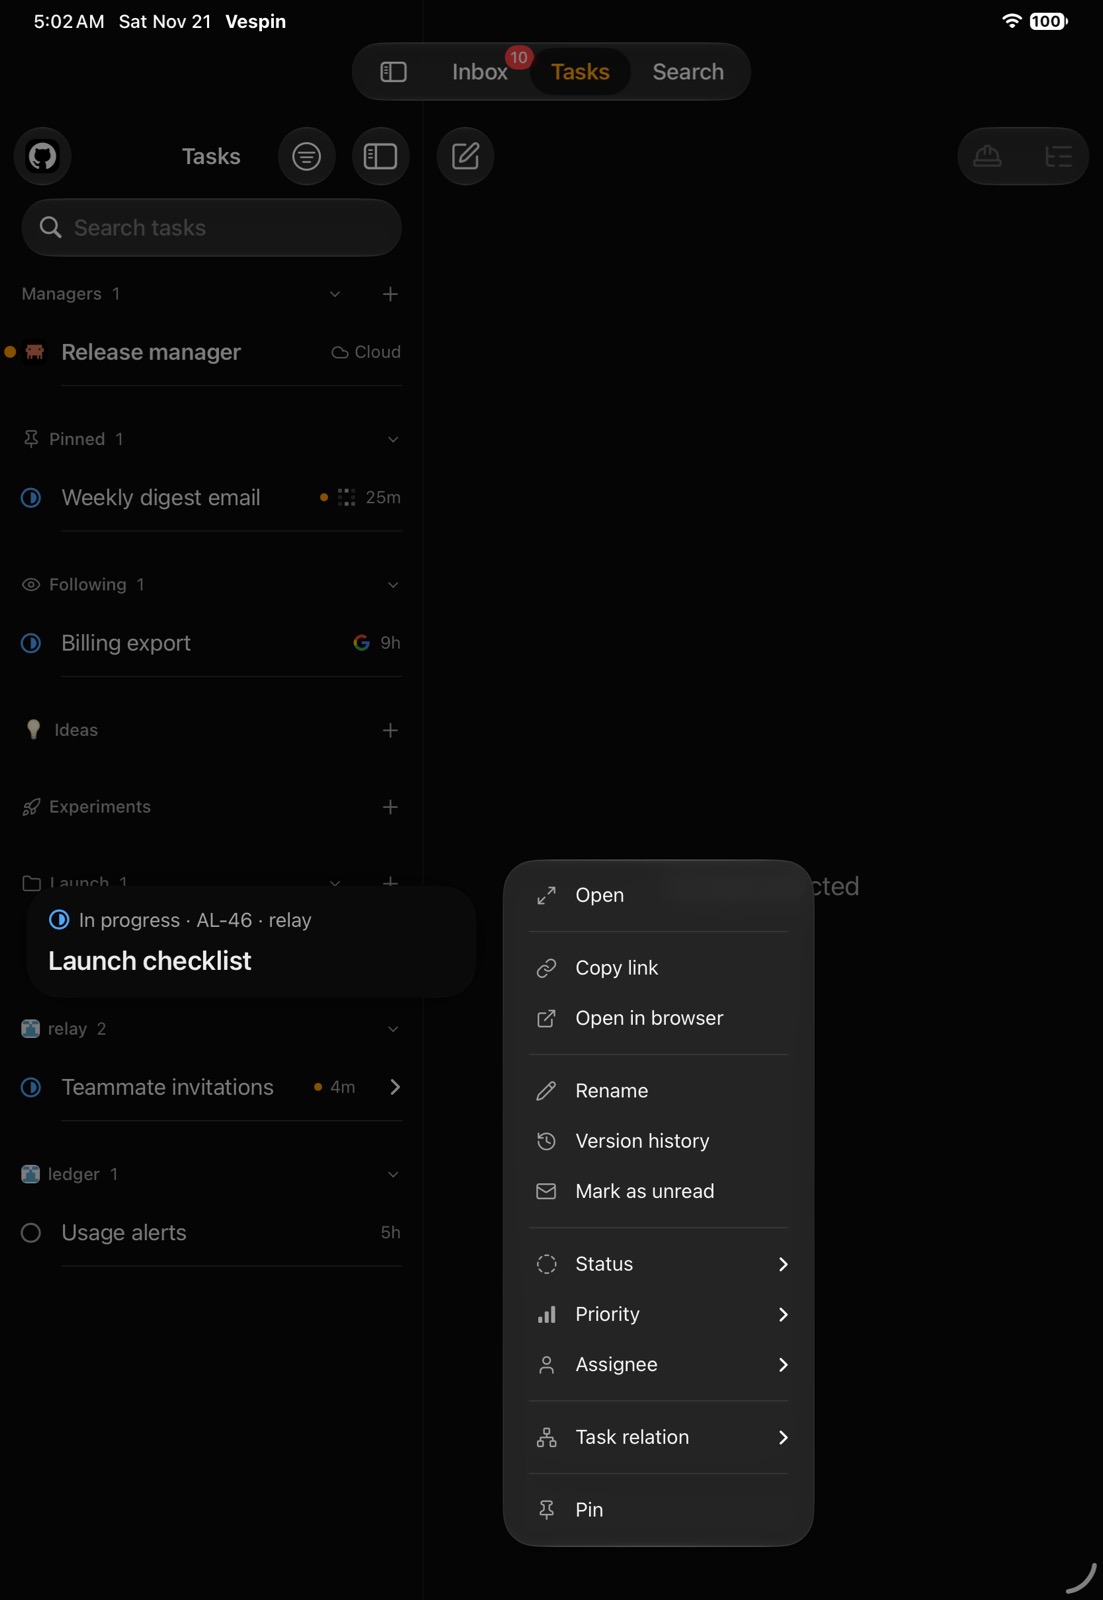 5:02 AM Sat Nov 21 Vespin
100
Inbox 10 Tasks Search
Tasks
Search tasks
Managers 1
Release manager Cloud
Pinned 1
Weekly digest email 25m
Following 1
Billing export 9h
Ideas
Experiments
Launch 1
In progress · AL-46 · relay
Launch checklist
relay 2
Teammate invitations 4m
ledger 1
Usage alerts 5h
cted
Open
Copy link
Open in browser
Rename
Version history
Mark as unread
Status
Priority
Assignee
Task relation
Pin